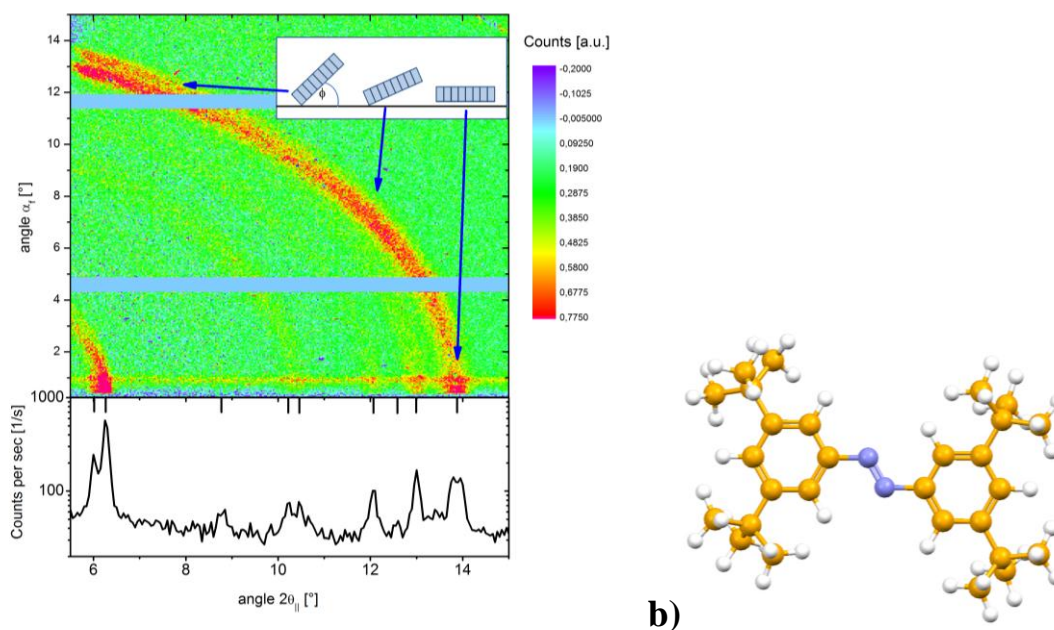 Counts [a.u.]
-0,2000
-0,1025
-0,005000
0,09250
0,1900
0,2875
0,3850
0,4825
0,5800
0,6775
0,7750
14
12
10
8
6
4
2
angle αf [°]
ϕ
1000
100
Counts per sec [1/s]
6 8 10 12 14
angle 2θ|| [°]
b)